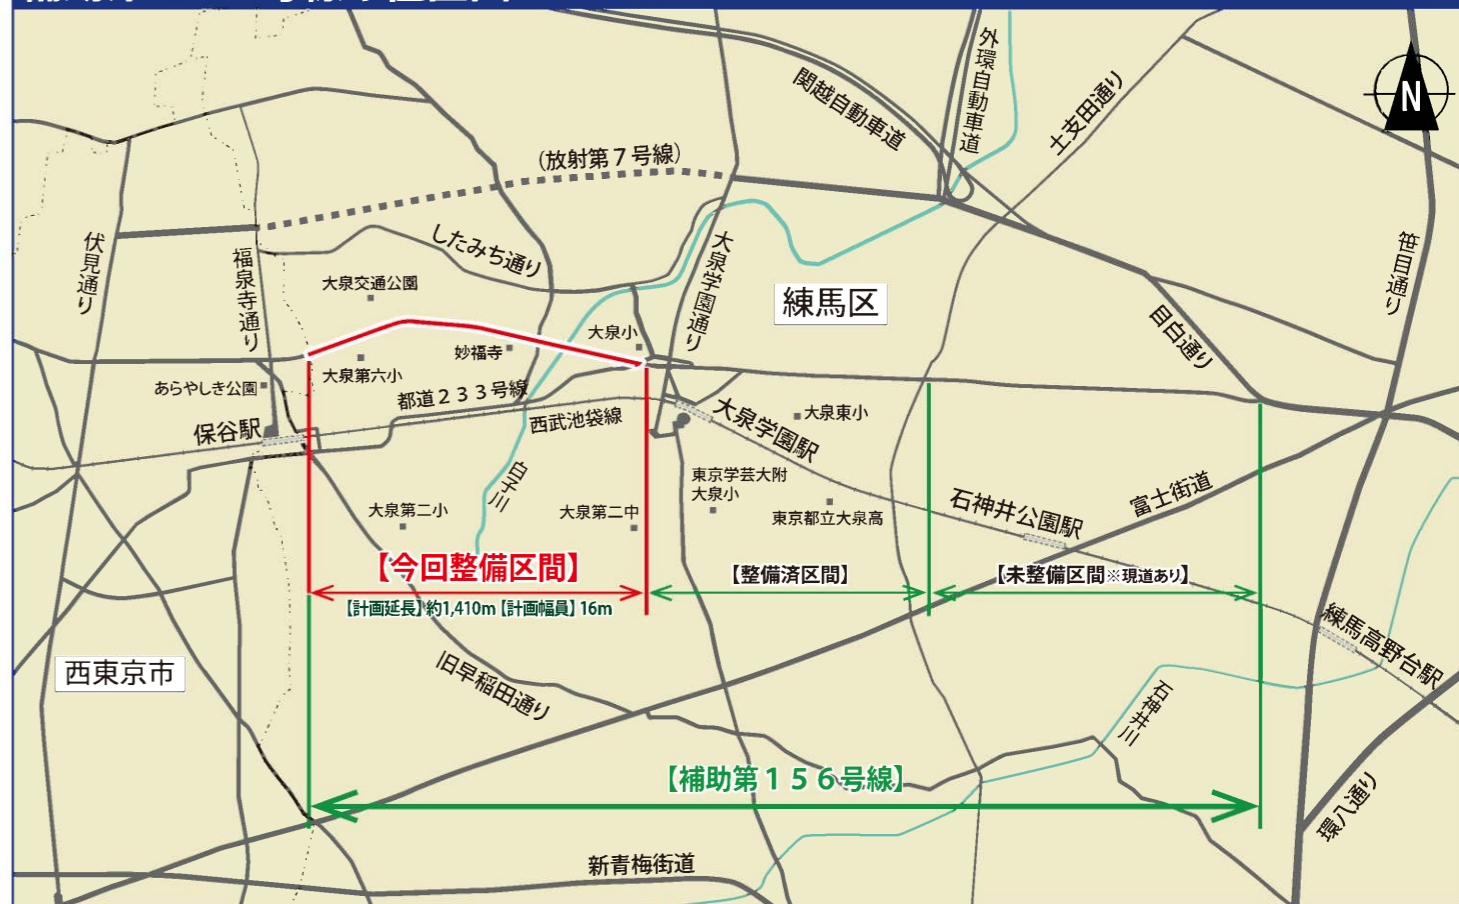 外環自動車道
関越自動車道
土支田通り
N
(放射第7号線)
伏見通り
福泉寺通り
したみち通り
大泉学園通り
笹目通り
大泉交通公園
練馬区
目白通り
大泉小
妙福寺
大泉第六小
あらやしき公園
都道233号線
西武池袋線
保谷駅
大泉学園駅
大泉東小
白子川
東京学芸大附
大泉小
東京都立大泉高
石神井公園駅
富士街道
大泉第二小
大泉第二中
【今回整備区間】
【整備済区間】
【未整備区間※現道あり】
【計画延長】約1,410m【計画幅員】16m
練馬高野台駅
西東京市
旧早稲田通り
石神井川
【補助第156号線】
環八通り
新青梅街道